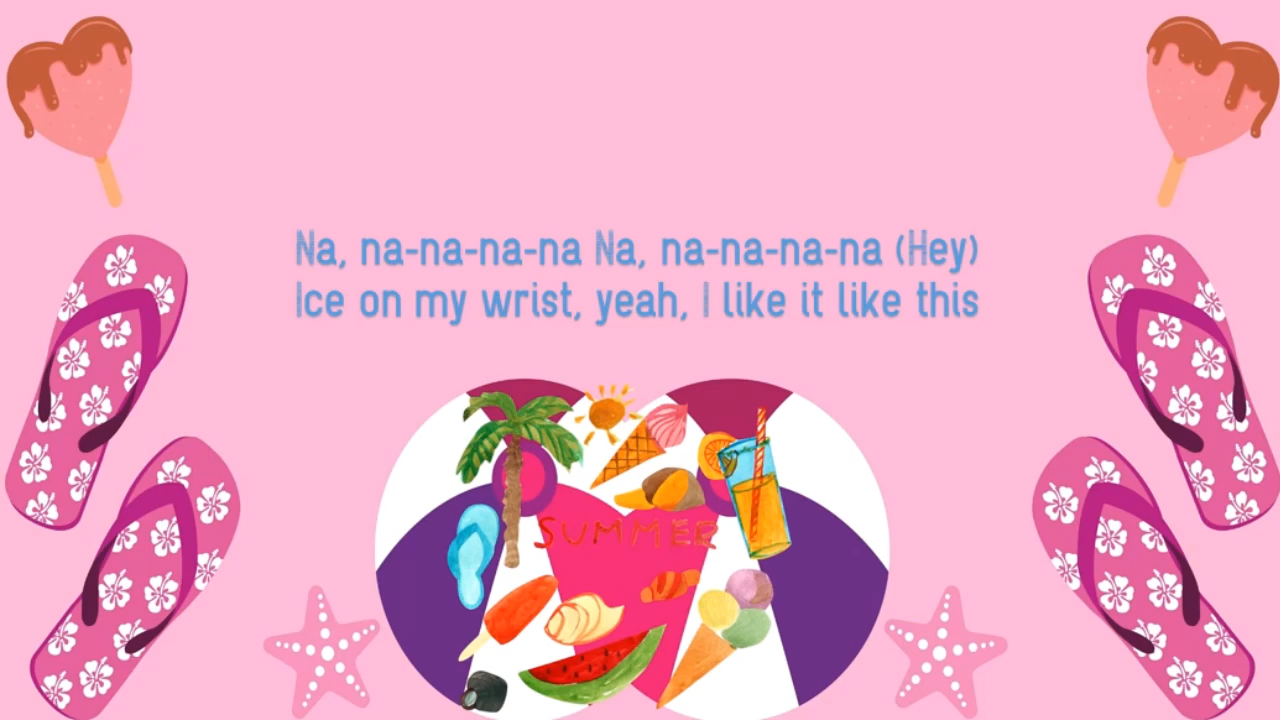 Na, na-na-na-na Na, na-na-na-na (Hey)
Ice on my wrist, yeah, I like it like this
SUMMER